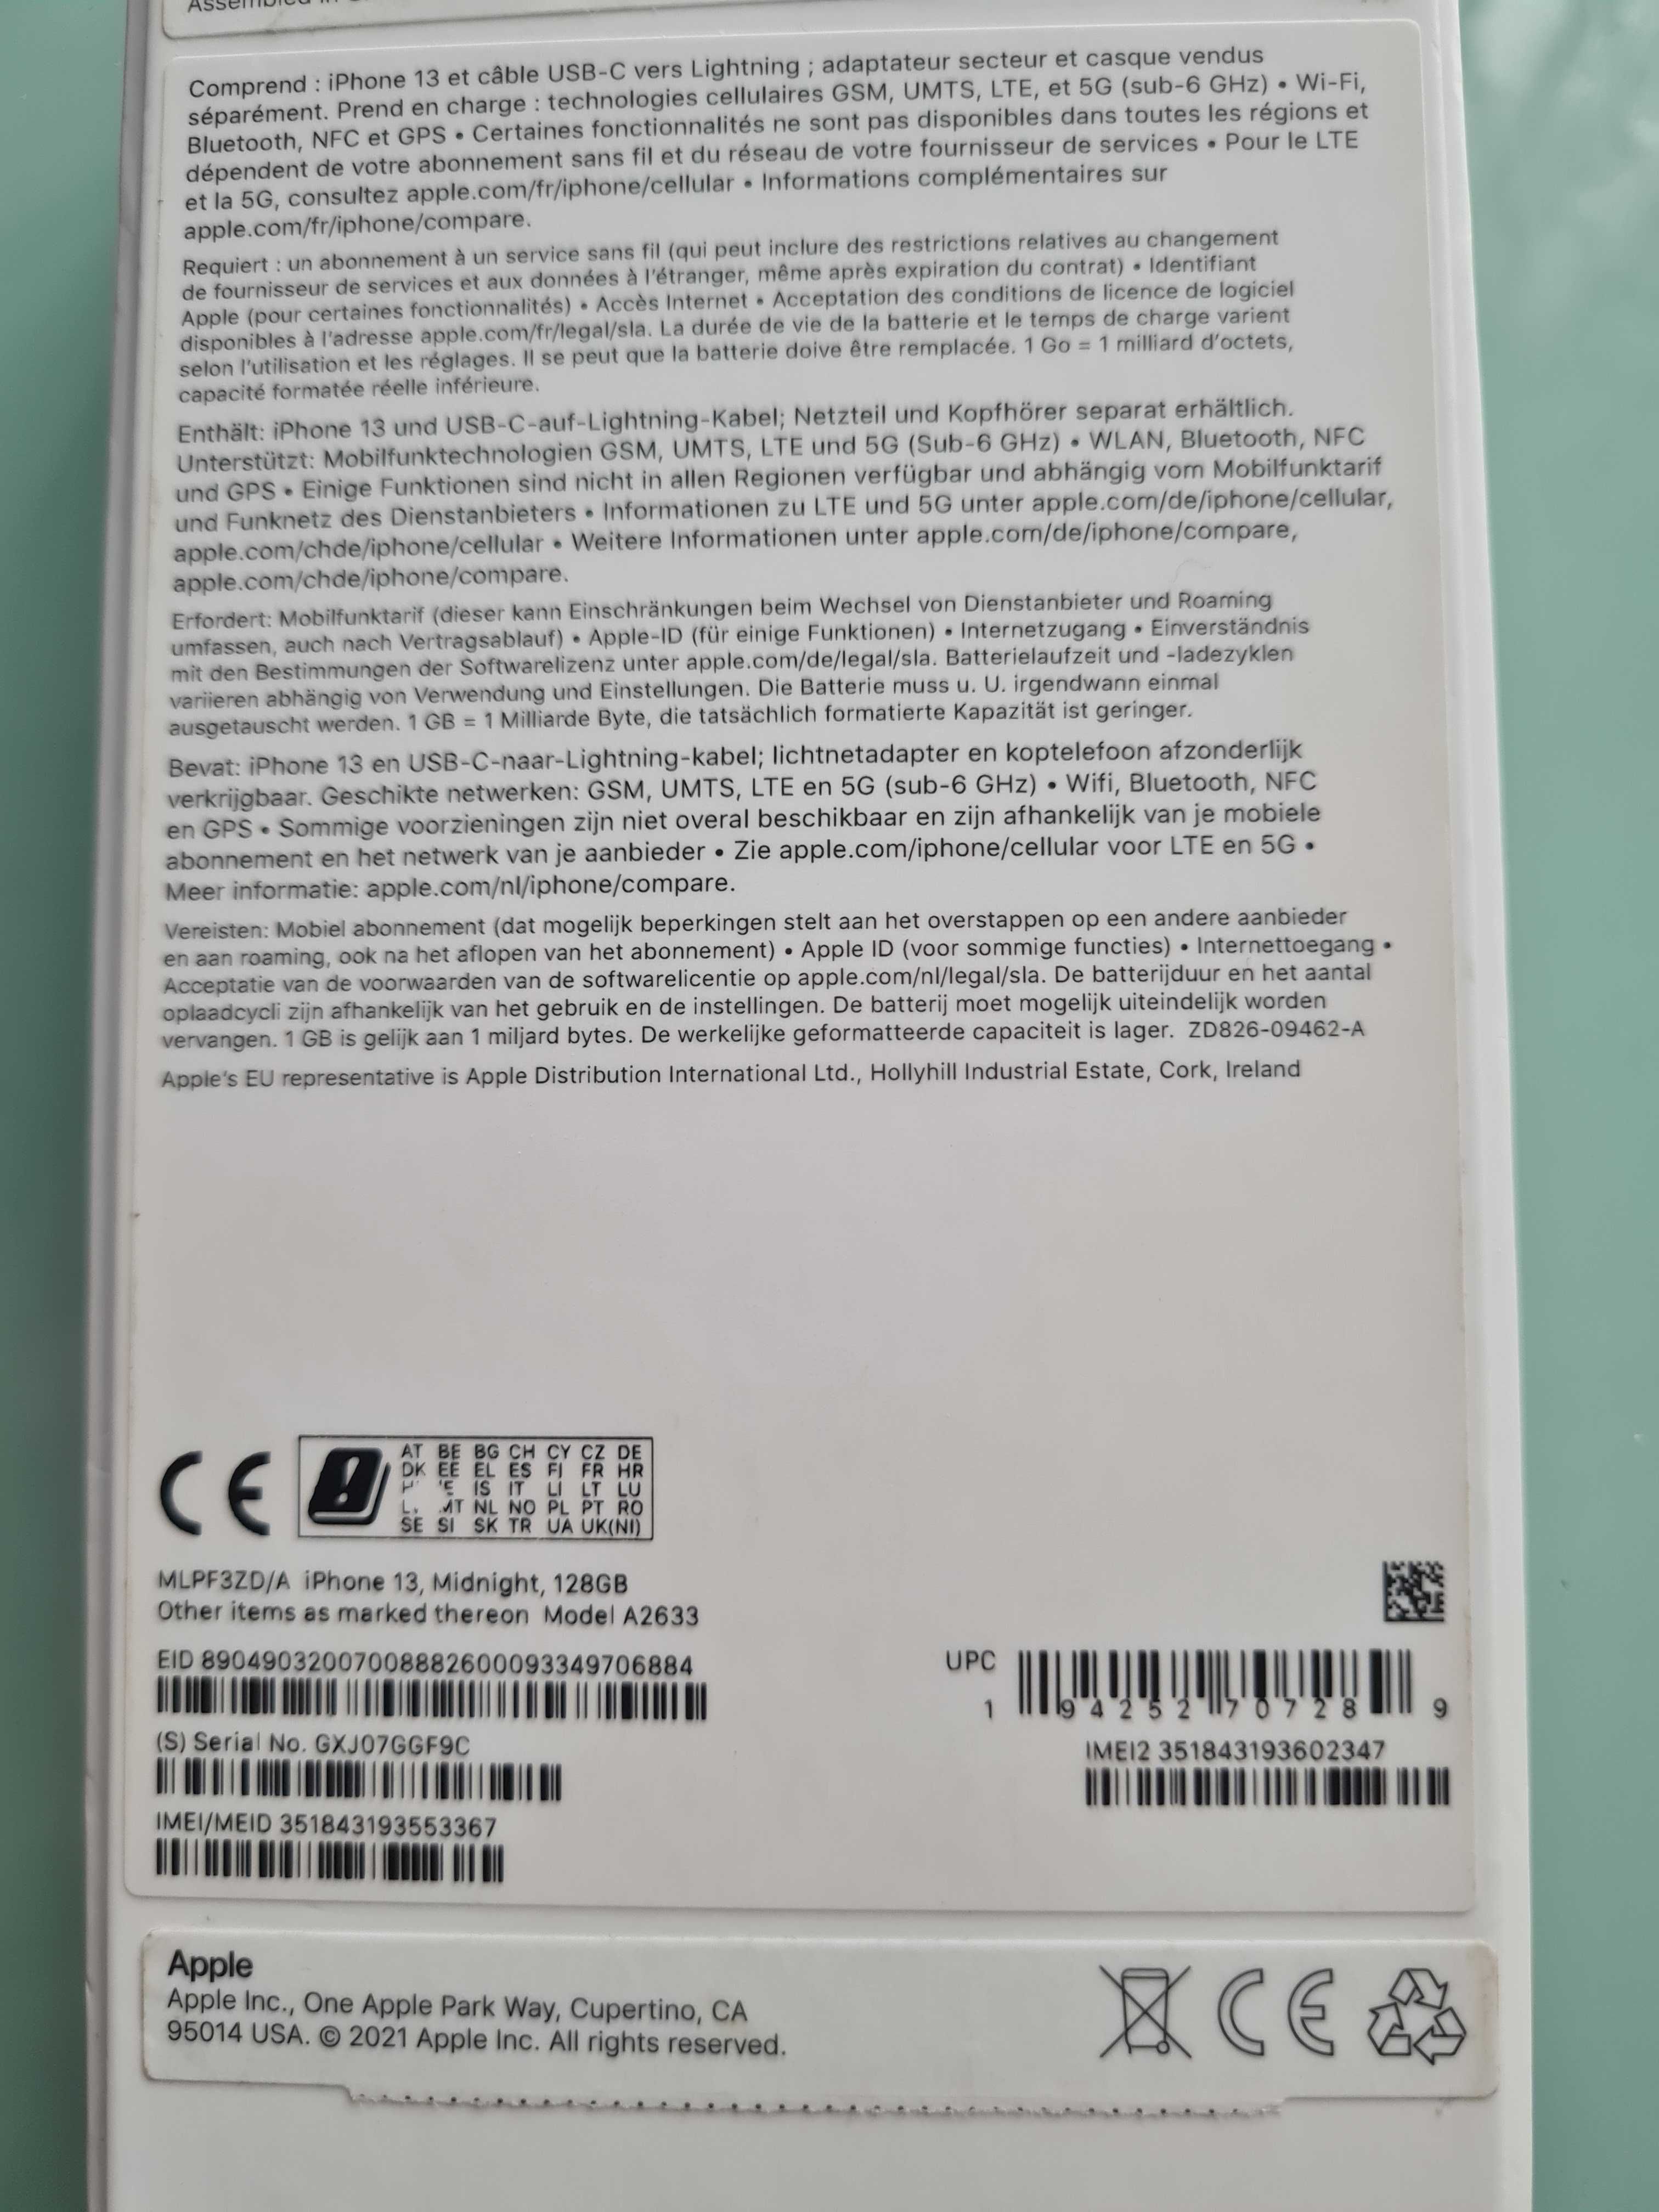 Assembled in
Comprend : iPhone 13 et câble USB-C vers Lightning ; adaptateur secteur et casque vendus
séparément. Prend en charge : technologies cellulaires GSM, UMTS, LTE, et 5G (sub-6 GHz) • Wi-Fi,
Bluetooth, NFC et GPS • Certaines fonctionnalités ne sont pas disponibles dans toutes les régions et
dépendent de votre abonnement sans fil et du réseau de votre fournisseur de services • Pour le LTE
et la 5G, consultez apple.com/fr/iphone/cellular • Informations complémentaires sur
apple.com/fr/iphone/compare.
Requiert : un abonnement à un service sans fil (qui peut inclure des restrictions relatives au changement
de fournisseur de services et aux données à l'étranger, même après expiration du contrat) • Identifiant
Apple (pour certaines fonctionnalités) • Accès Internet • Acceptation des conditions de licence de logiciel
disponibles à l'adresse apple.com/fr/legal/sla. La durée de vie de la batterie et le temps de charge varient
selon l'utilisation et les réglages. Il se peut que la batterie doive être remplacée. 1 Go = 1 milliard d'octets,
capacité formatée réelle inférieure.
Enthält: iPhone 13 und USB-C-auf-Lightning-Kabel; Netzteil und Kopfhörer separat erhältlich.
Unterstützt: Mobilfunktechnologien GSM, UMTS, LTE und 5G (Sub-6 GHz) • WLAN, Bluetooth, NFC
und GPS • Einige Funktionen sind nicht in allen Regionen verfügbar und abhängig vom Mobilfunktarif
und Funknetz des Dienstanbieters • Informationen zu LTE und 5G unter apple.com/de/iphone/cellular,
apple.com/chde/iphone/cellular • Weitere Informationen unter apple.com/de/iphone/compare,
apple.com/chde/iphone/compare.
Erfordert: Mobilfunktarif (dieser kann Einschränkungen beim Wechsel von Dienstanbieter und Roaming
umfassen, auch nach Vertragsablauf) • Apple-ID (für einige Funktionen) • Internetzugang • Einverständnis
mit den Bestimmungen der Softwarelizenz unter apple.com/de/legal/sla. Batterielaufzeit und -ladezyklen
variieren abhängig von Verwendung und Einstellungen. Die Batterie muss u. U. irgendwann einmal
ausgetauscht werden. 1 GB = 1 Milliarde Byte, die tatsächlich formatierte Kapazität ist geringer.
Bevat: iPhone 13 en USB-C-naar-Lightning-kabel; lichtnetadapter en koptelefoon afzonderlijk
verkrijgbaar. Geschikte netwerken: GSM, UMTS, LTE en 5G (sub-6 GHz) • Wifi, Bluetooth, NFC
en GPS • Sommige voorzieningen zijn niet overal beschikbaar en zijn afhankelijk van je mobiele
abonnement en het netwerk van je aanbieder • Zie apple.com/iphone/cellular voor LTE en 5G •
Meer informatie: apple.com/nl/iphone/compare.
Vereisten: Mobiel abonnement (dat mogelijk beperkingen stelt aan het overstappen op een andere aanbieder
en aan roaming, ook na het aflopen van het abonnement) • Apple ID (voor sommige functies) • Internettoegang •
Acceptatie van de voorwaarden van de softwarelicentie op apple.com/nl/legal/sla. De batterijduur en het aantal
oplaadcycli zijn afhankelijk van het gebruik en de instellingen. De batterij moet mogelijk uiteindelijk worden
vervangen. 1 GB is gelijk aan 1 miljard bytes. De werkelijke geformatteerde capaciteit is lager. ZD826-09462-A
Apple's EU representative is Apple Distribution International Ltd., Hollyhill Industrial Estate, Cork, Ireland
CE
AT BE BG CH CY CZ DE
DK EE EL ES FI FR HR
IS IT LI LT LU
MT NL NO PL PT RO
SE SI SK TR UA UK(NI)
MLPF3ZD/A iPhone 13, Midnight, 128GB
Other items as marked thereon Model A2633
EID 89049032007008882600093349706884
UPC
1 94252 70728 9
(S) Serial No. GXJ07GGF9C
IMEI2 351843193602347
IMEI/MEID 351843193553367
Apple
Apple Inc., One Apple Park Way, Cupertino, CA
95014 USA. © 2021 Apple Inc. All rights reserved.
CE